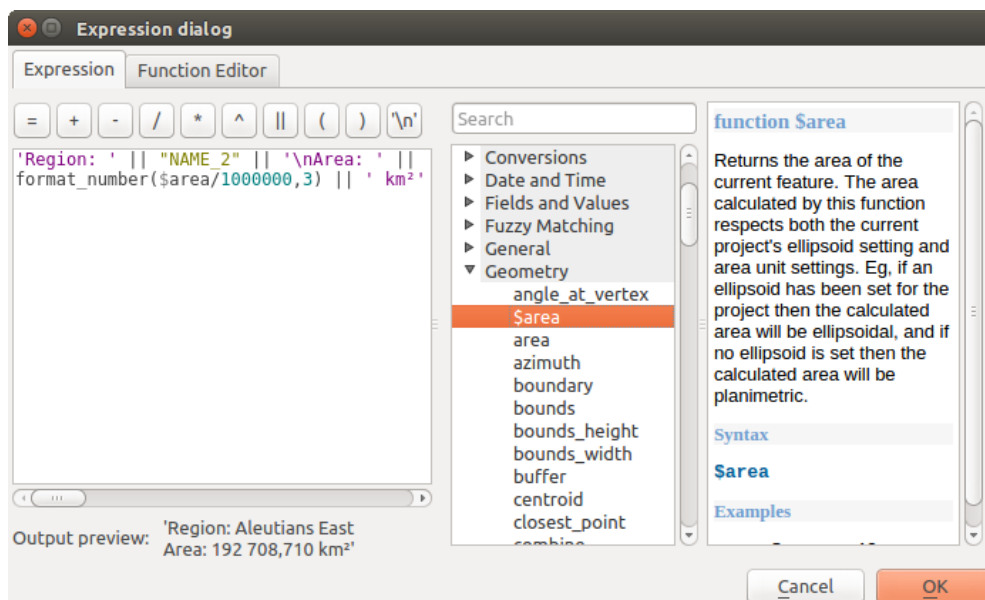 Expression dialog
Expression
Function Editor
= + - / * ^ || ( ) '\n'
'Region: ' || "NAME_2" || '\nArea: ' ||
format_number($area/1000000,3) || ' km²'
Output preview:
'Region: Aleutians East
Area: 192 708,710 km²'
Search
Conversions
Date and Time
Fields and Values
Fuzzy Matching
General
Geometry
angle_at_vertex
$area
area
azimuth
boundary
bounds
bounds_height
bounds_width
buffer
centroid
closest_point
combine
function $area
Returns the area of the
current feature. The area
calculated by this function
respects both the current
project's ellipsoid setting and
area unit settings. Eg, if an
ellipsoid has been set for the
project then the calculated
area will be ellipsoidal, and if
no ellipsoid is set then the
calculated area will be
planimetric.
Syntax
$area
Examples
Cancel
OK